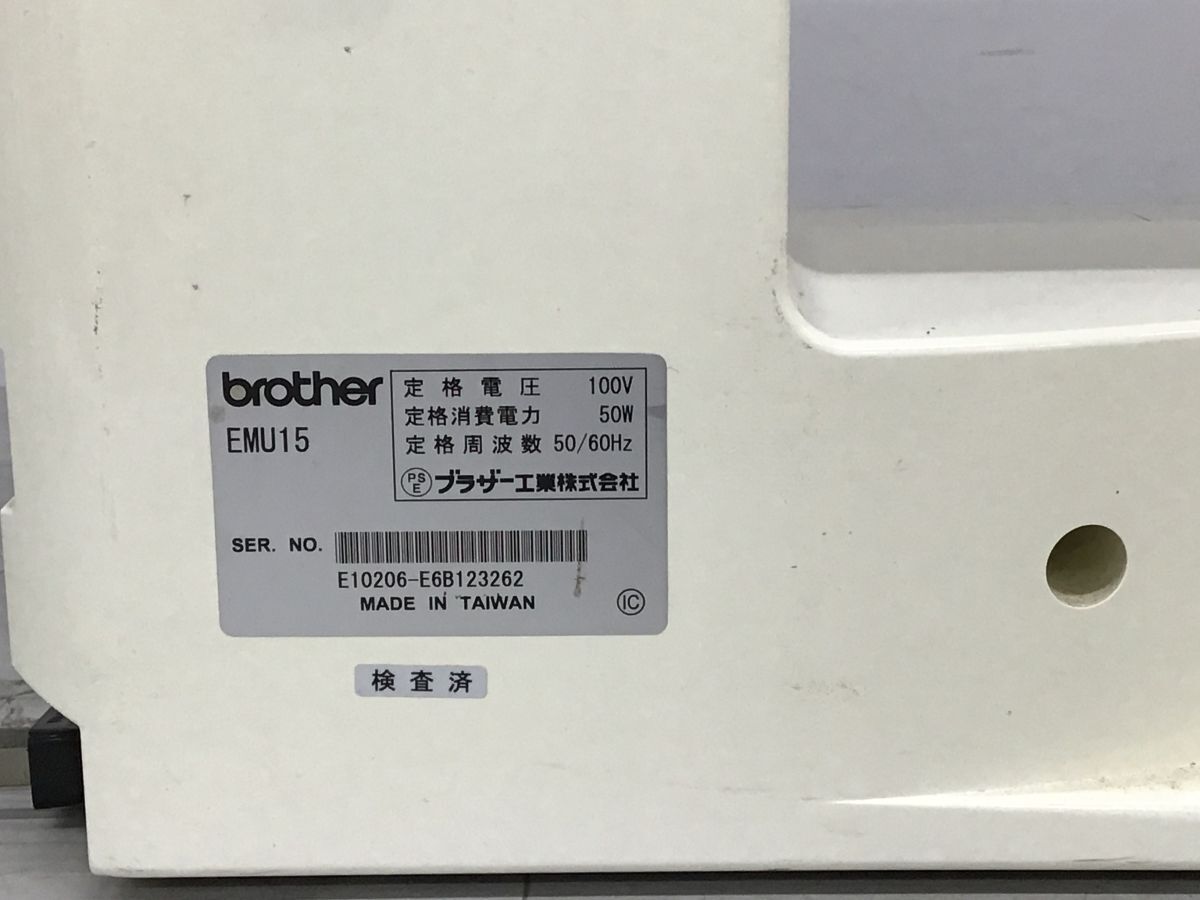 brother
EMU15
定格電圧 100V
定格消費電力 50W
定格周波数 50/60Hz
PSE ブラザー工業株式会社
SER. NO.
E10206-E6B123262
MADE IN TAIWAN
IC
検査済